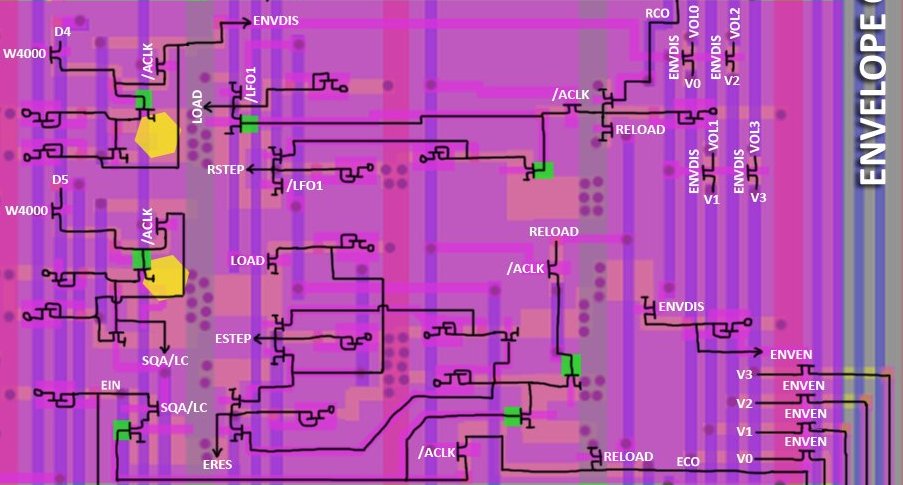 ENVDIS
RCO
VOL0
VOL2
D4
W4000
/ACLK
ENVDIS
ENVDIS
V0
V2
/LFO1
LOAD
/ACLK
RELOAD
VOL1
VOL3
RSTEP
/LFO1
ENVDIS
ENVDIS
V1
V3
D5
W4000
/ACLK
RELOAD
LOAD
/ACLK
ENVDIS
ESTEP
SQA/LC
ENVEN
V3
ENVEN
EIN
SQA/LC
V2
ENVEN
V1
ENVEN
ERES
/ACLK
RELOAD
ECO
V0